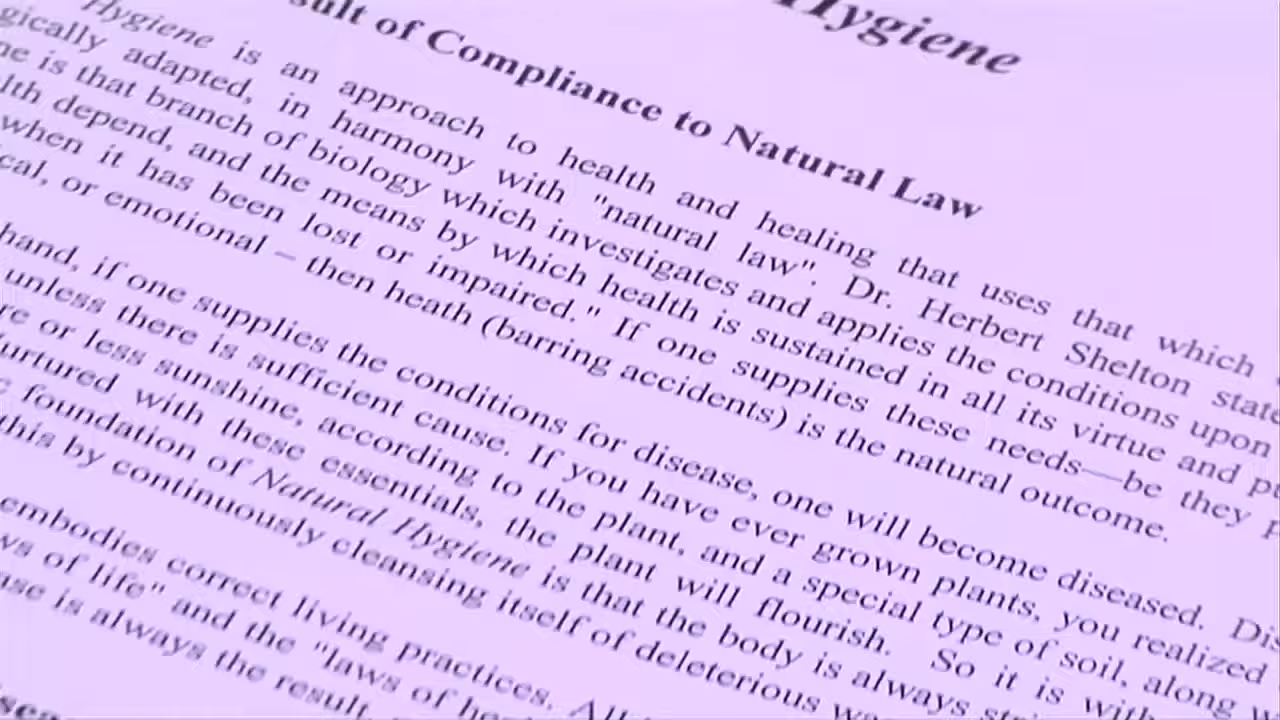 Hygiene
sult of Compliance to Natural Law
Hygiene is an approach to health and healing that uses that which
gically adapted, in harmony with "natural law". Dr. Herbert Shelton state
ne is that branch of biology which investigates and applies the conditions upon
lth depend, and the means by which health is sustained in all its virtue and pu
when it has been lost or impaired." If one supplies these needs—be they p
cal, or emotional – then heath (barring accidents) is the natural outcome.
hand, if one supplies the conditions for disease, one will become diseased. Dis
unless there is sufficient cause. If you have ever grown plants, you realized
re or less sunshine, according to the plant, and a special type of soil, along w
urtured with these essentials, the plant will flourish. So it is with
foundation of Natural Hygiene is that the body is always stri
this by continuously cleansing itself of deleterious wa
embodies correct living practices. All
ws of life" and the "laws of he
ase is always the result.